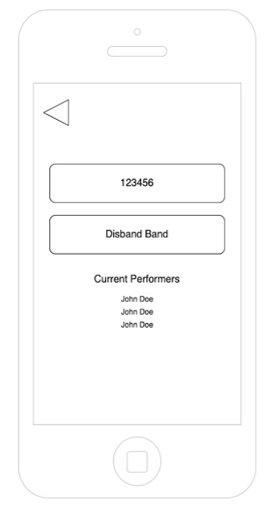 123456
Disband Band
Current Performers
John Doe
John Doe
John Doe